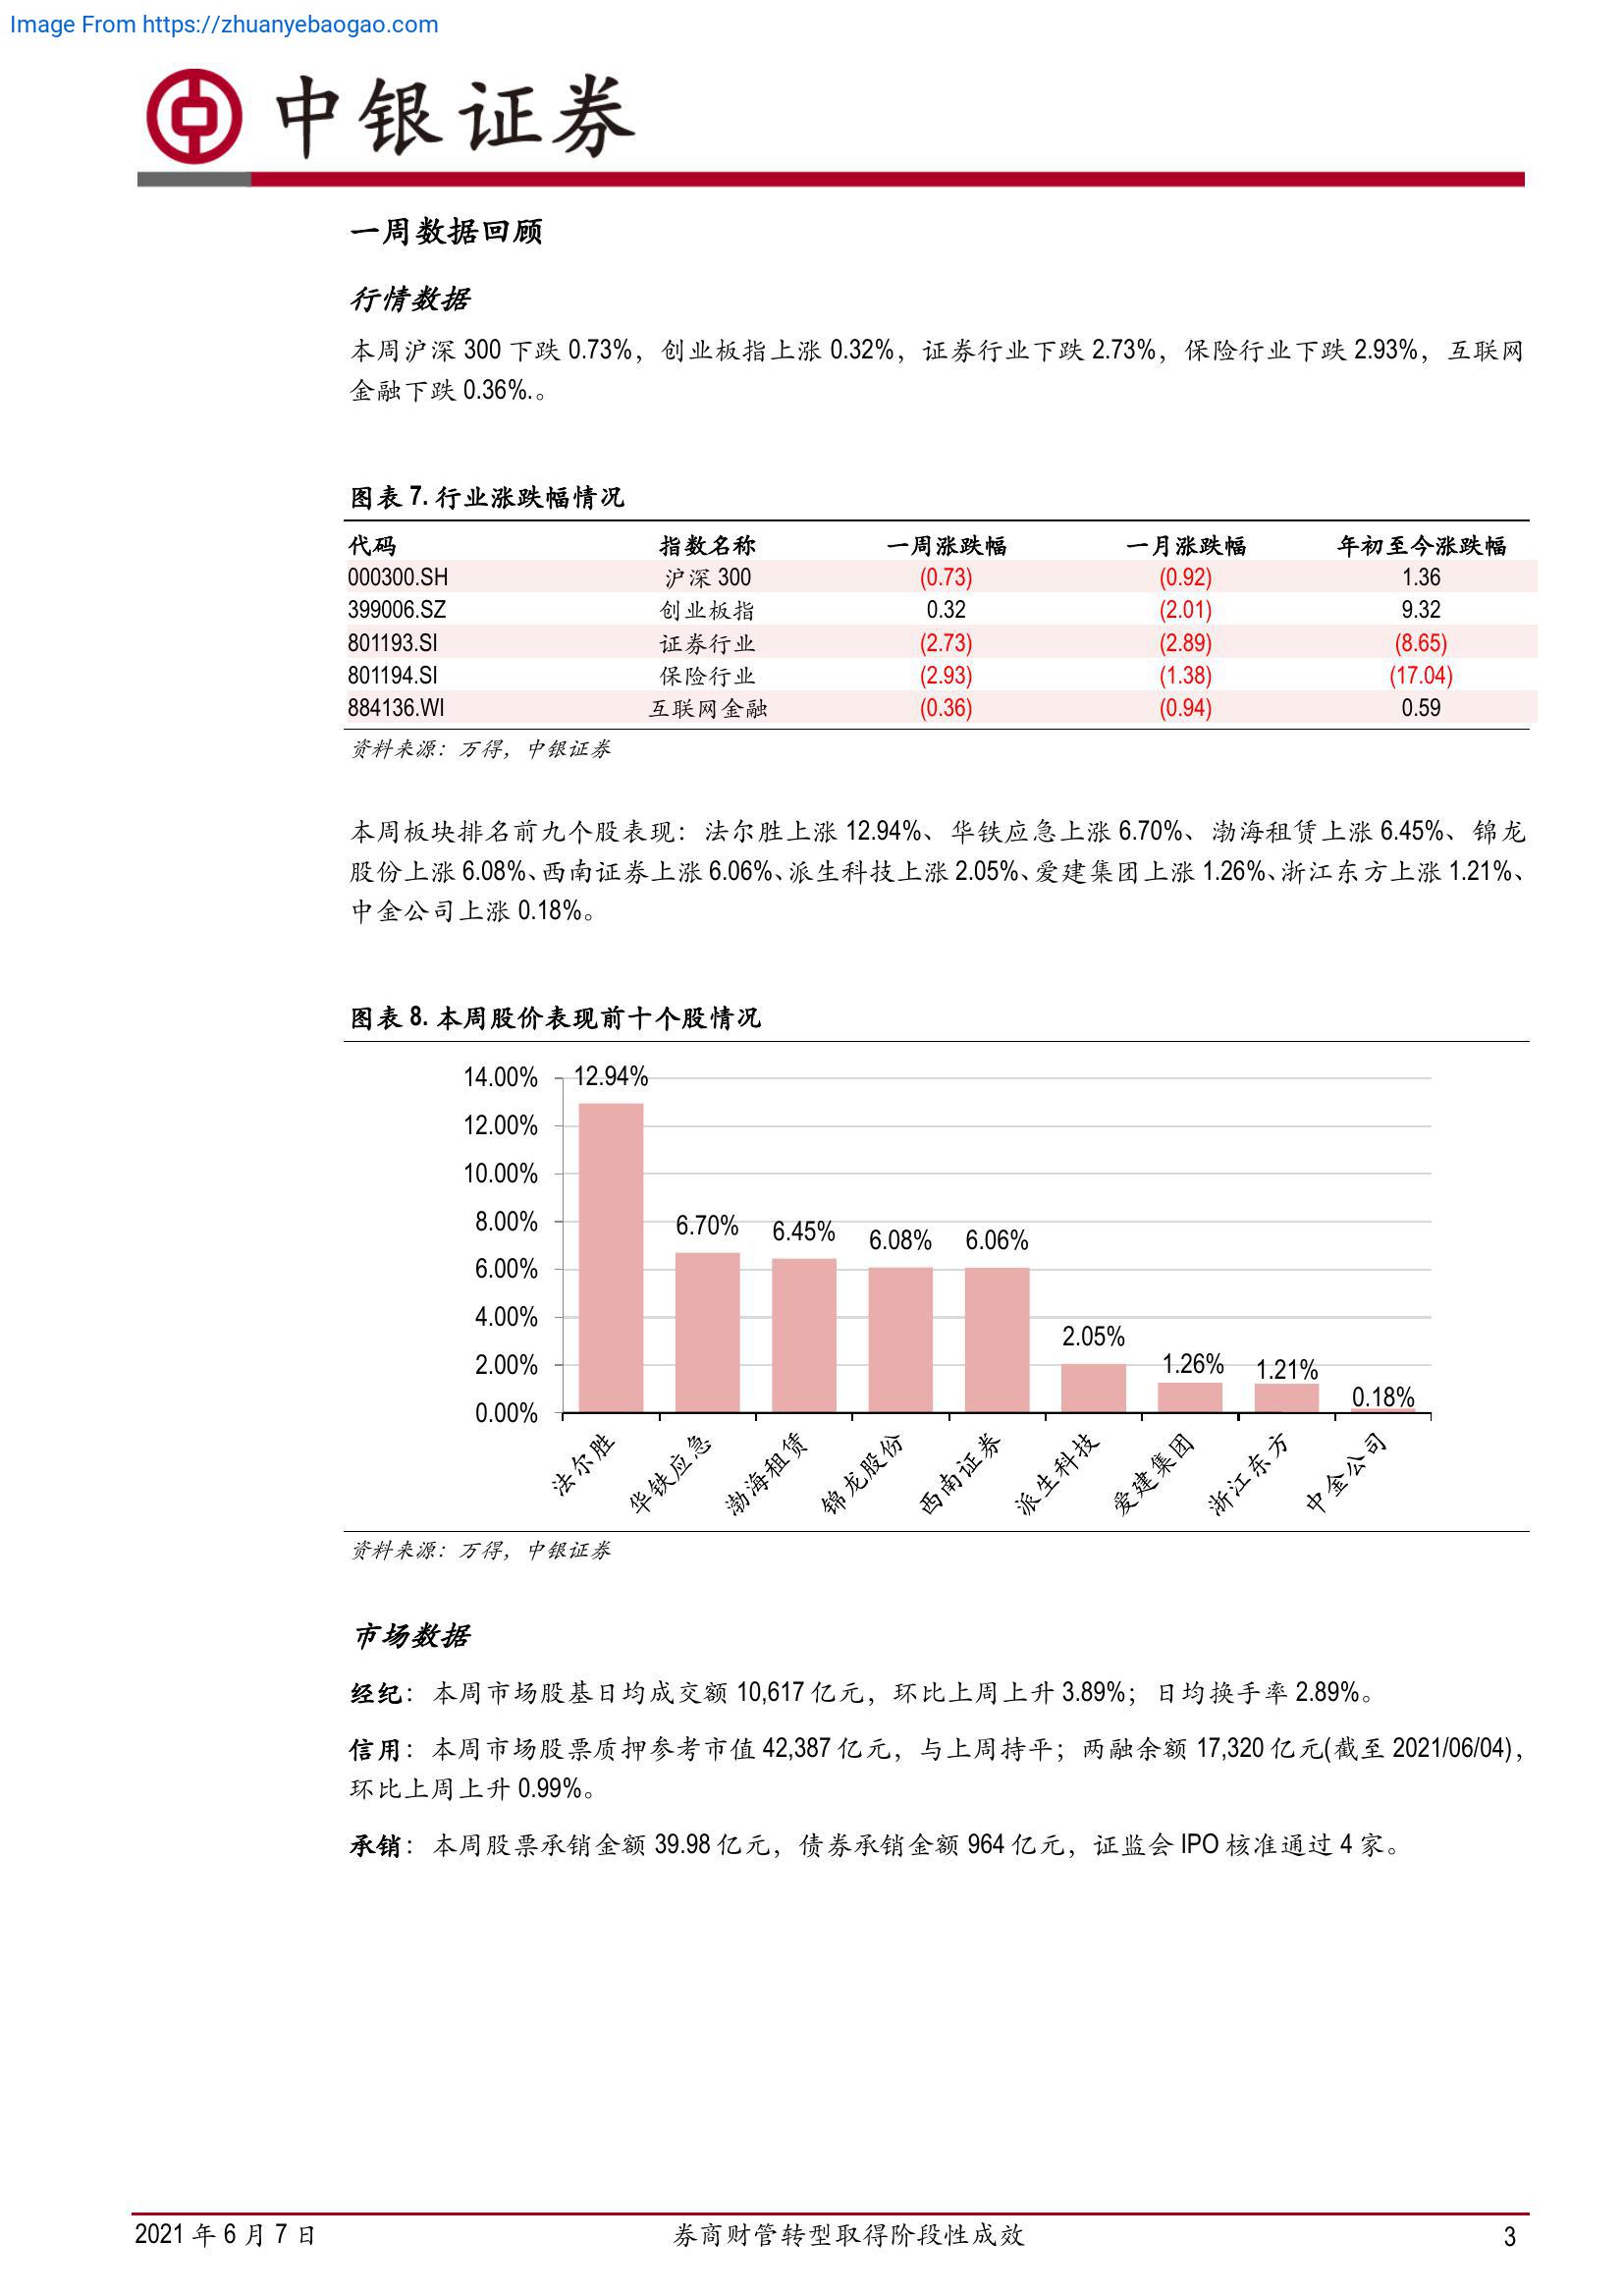 Image From https://zhuanyebaogao.com
中银证券
一周数据回顾
行情数据
本周沪深 300 下跌 0.73%，创业板指上涨 0.32%，证券行业下跌 2.73%，保险行业下跌 2.93%，互联网
金融下跌 0.36%.。
图表 7. 行业涨跌幅情况
代码 指数名称 一周涨跌幅 一月涨跌幅 年初至今涨跌幅
000300.SH 沪深 300 (0.73) (0.92) 1.36
399006.SZ 创业板指 0.32 (2.01) 9.32
801193.SI 证券行业 (2.73) (2.89) (8.65)
801194.SI 保险行业 (2.93) (1.38) (17.04)
884136.WI 互联网金融 (0.36) (0.94) 0.59
资料来源：万得，中银证券
本周板块排名前九个股表现：法尔胜上涨 12.94%、华铁应急上涨 6.70%、渤海租赁上涨 6.45%、锦龙
股份上涨 6.08%、西南证券上涨 6.06%、派生科技上涨 2.05%、爱建集团上涨 1.26%、浙江东方上涨 1.21%、
中金公司上涨 0.18%。
图表 8. 本周股价表现前十个股情况
14.00%
12.00%
10.00%
8.00%
6.00%
4.00%
2.00%
0.00%
12.94%
6.70%
6.45%
6.08%
6.06%
2.05%
1.26%
1.21%
0.18%
法尔胜
华铁应急
渤海租赁
锦龙股份
西南证券
派生科技
爱建集团
浙江东方
中金公司
资料来源：万得，中银证券
市场数据
经纪：本周市场股基日均成交额 10,617 亿元，环比上周上升 3.89%；日均换手率 2.89%。
信用：本周市场股票质押参考市值 42,387 亿元，与上周持平；两融余额 17,320 亿元(截至 2021/06/04)，
环比上周上升 0.99%。
承销：本周股票承销金额 39.98 亿元，债券承销金额 964 亿元，证监会 IPO 核准通过 4 家。
2021 年 6 月 7 日 券商财管转型取得阶段性成效 3